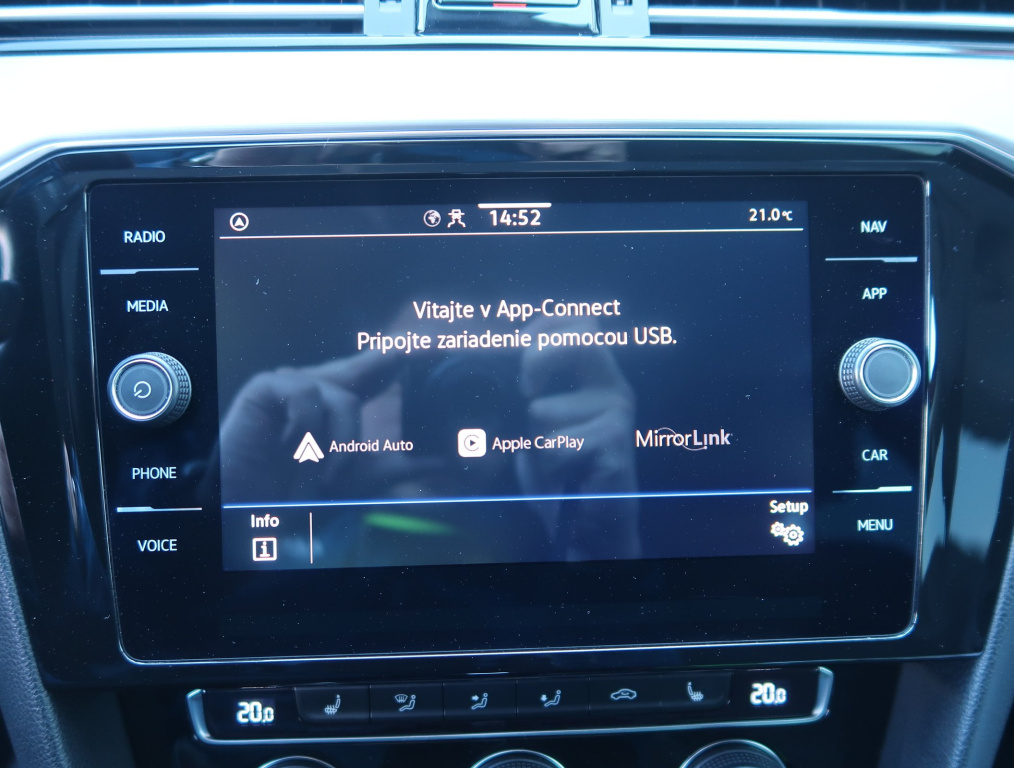 14:52
21.0°C
RADIO
MEDIA
PHONE
VOICE
Vitajte v App-Connect
Pripojte zariadenie pomocou USB.
Android Auto
Apple CarPlay
MirrorLink
Info
Setup
NAV
APP
CAR
MENU
20.0
20.0